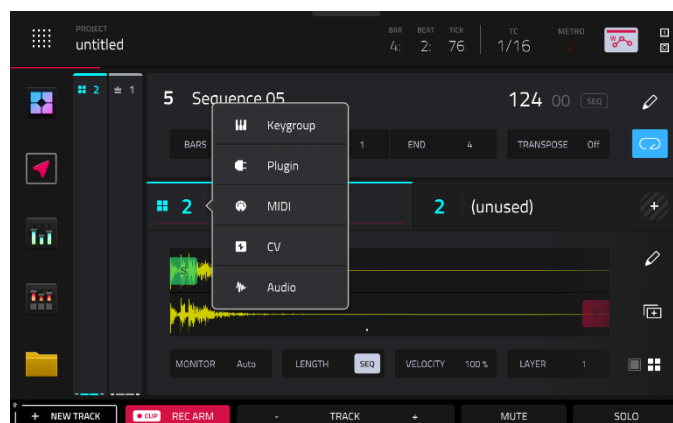 PROJECT
untitled
BAR BEAT TICK TC METRO
4: 2: 76 1/16
W
2 1
5 Sequence 05 124 00 SEQ
BARS 1 END 4 TRANSPOSE Off
Keygroup
Plugin
MIDI
CV
Audio
2 2 (unused) +
S
MONITOR Auto LENGTH SEQ VELOCITY 100 % LAYER 1
+ NEW TRACK CLIP REC ARM - TRACK + MUTE SOLO